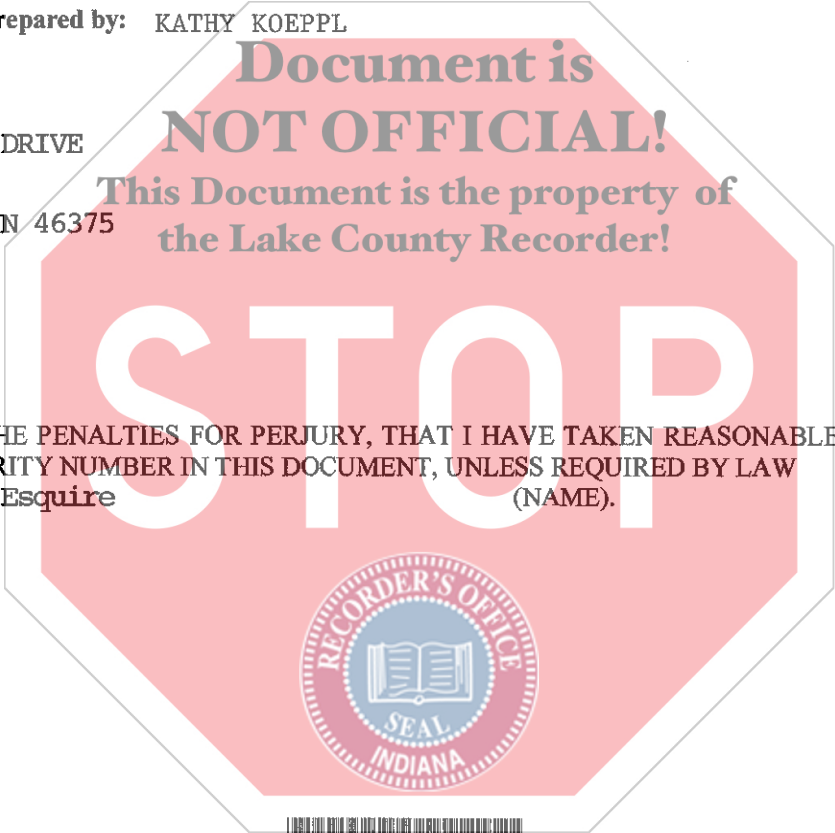 repared by: KATHY KOEPPL
Document is
NOT OFFICIAL!
DRIVE
This Document is the property of
N 46375
the Lake County Recorder!
STOP
HE PENALTIES FOR PERJURY, THAT I HAVE TAKEN REASONABLE
RITY NUMBER IN THIS DOCUMENT, UNLESS REQUIRED BY LAW
Esquire (NAME).
RECORDER'S OFFICE
SEAL
INDIANA